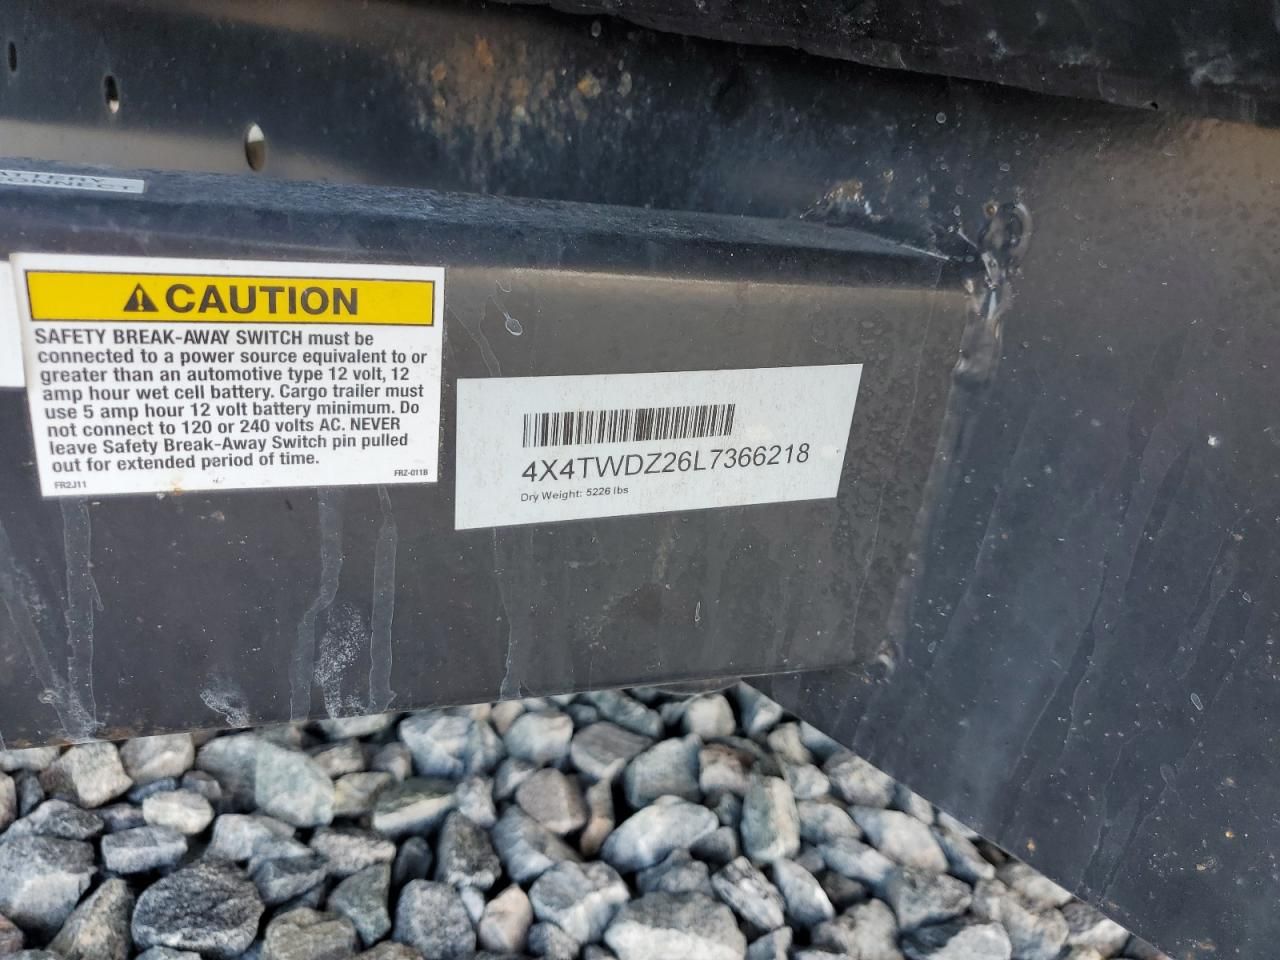 CAUTION
SAFETY BREAK-AWAY SWITCH must be
connected to a power source equivalent to or
greater than an automotive type 12 volt, 12
amp hour wet cell battery. Cargo trailer must
use 5 amp hour 12 volt battery minimum. Do
not connect to 120 or 240 volts AC. NEVER
leave Safety Break-Away Switch pin pulled
out for extended period of time.
FR2J11 FRZ-011B
4X4TWDZ26L7366218
Dry Weight: 5226 lbs